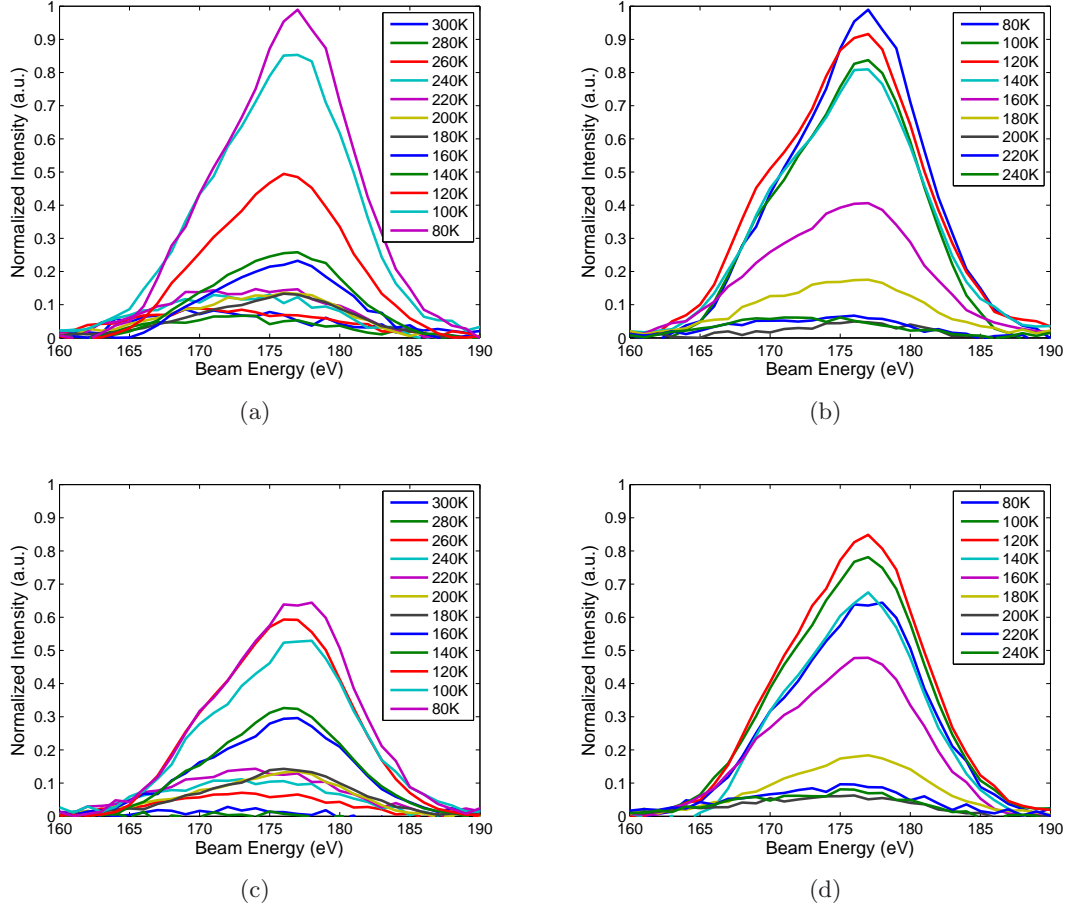 1
0.9
0.8
0.7
0.6
0.5
0.4
0.3
0.2
0.1
0
160 165 170 175 180 185 190
Normalized Intensity (a.u.)
Beam Energy (eV)
300K
280K
260K
240K
220K
200K
180K
160K
140K
120K
100K
80K
(a)
1
0.9
0.8
0.7
0.6
0.5
0.4
0.3
0.2
0.1
0
160 165 170 175 180 185 190
Normalized Intensity (a.u.)
Beam Energy (eV)
80K
100K
120K
140K
160K
180K
200K
220K
240K
(b)
1
0.9
0.8
0.7
0.6
0.5
0.4
0.3
0.2
0.1
0
160 165 170 175 180 185 190
Normalized Intensity (a.u.)
Beam Energy (eV)
300K
280K
260K
240K
220K
200K
180K
160K
140K
120K
100K
80K
(c)
1
0.9
0.8
0.7
0.6
0.5
0.4
0.3
0.2
0.1
0
160 165 170 175 180 185 190
Normalized Intensity (a.u.)
Beam Energy (eV)
80K
100K
120K
140K
160K
180K
200K
220K
240K
(d)